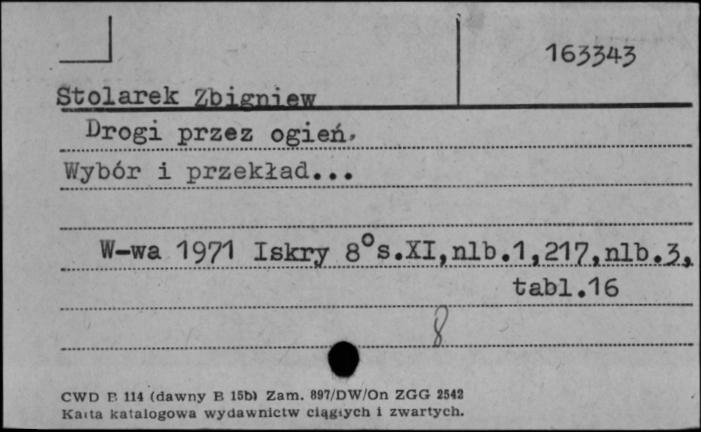 163343
Stolarek Zbigniew
Drogi przez ogień.
Wybór i przekład...
W-wa 1971 Iskry 8° s.XI,nlb.1,217,nlb.3,
tabl.16
8
CWD B 114 (dawny B 15b) Zam. 897/DW/On ZGG 2542
Karta katalogowa wydawnictw ciągłych i zwartych.